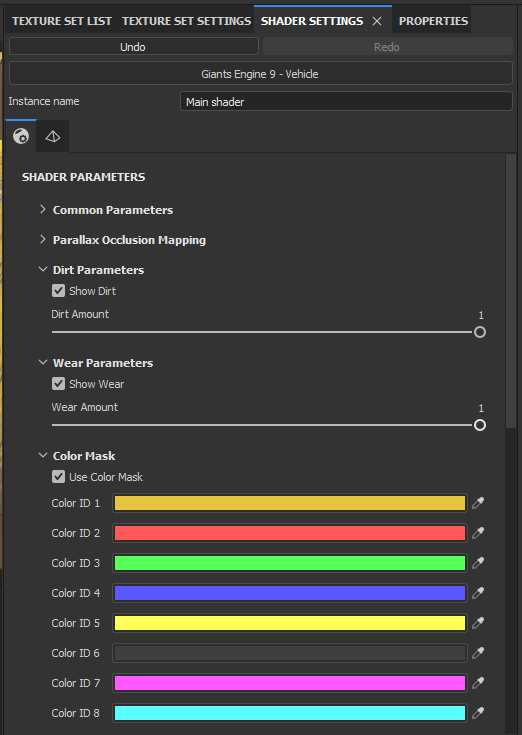 TEXTURE SET LIST TEXTURE SET SETTINGS SHADER SETTINGS PROPERTIES
Undo Redo
Giants Engine 9 - Vehicle
Instance name Main shader
SHADER PARAMETERS
Common Parameters
Parallax Occlusion Mapping
Dirt Parameters
Show Dirt
Dirt Amount 1
Wear Parameters
Show Wear
Wear Amount 1
Color Mask
Use Color Mask
Color ID 1
Color ID 2
Color ID 3
Color ID 4
Color ID 5
Color ID 6
Color ID 7
Color ID 8